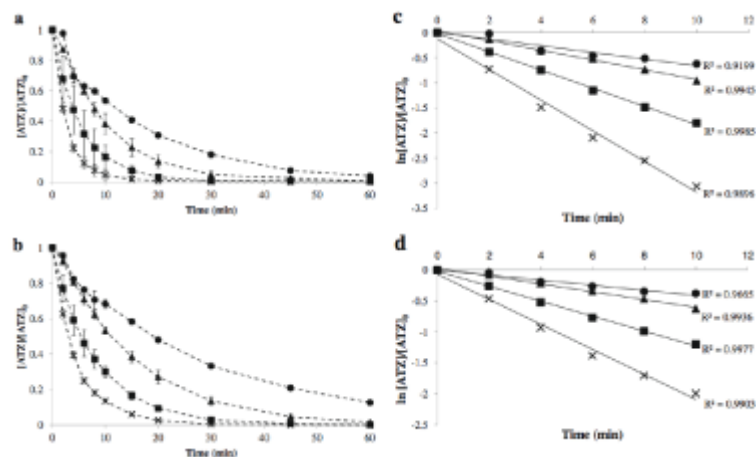 a
[ATZ]/[ATZ]₀
1
0.8
0.6
0.4
0.2
0
0 10 20 30 40 50 60
Time (min)
c
0 2 4 6 8 10 12
0
-0.5
-1
-1.5
-2
-2.5
-3
-3.5
ln[ATZ]/[ATZ]₀
R² = 0.9199
R² = 0.9945
R² = 0.9985
R² = 0.9896
Time (min)
b
[ATZ]/[ATZ]₀
1
0.8
0.6
0.4
0.2
0
0 10 20 30 40 50 60
Time (min)
d
0 2 4 6 8 10 12
0
-0.5
-1
-1.5
-2
-2.5
ln [ATZ]/[ATZ]₀
R² = 0.9936
R² = 0.9977
R² = 0.9903
Time (min)